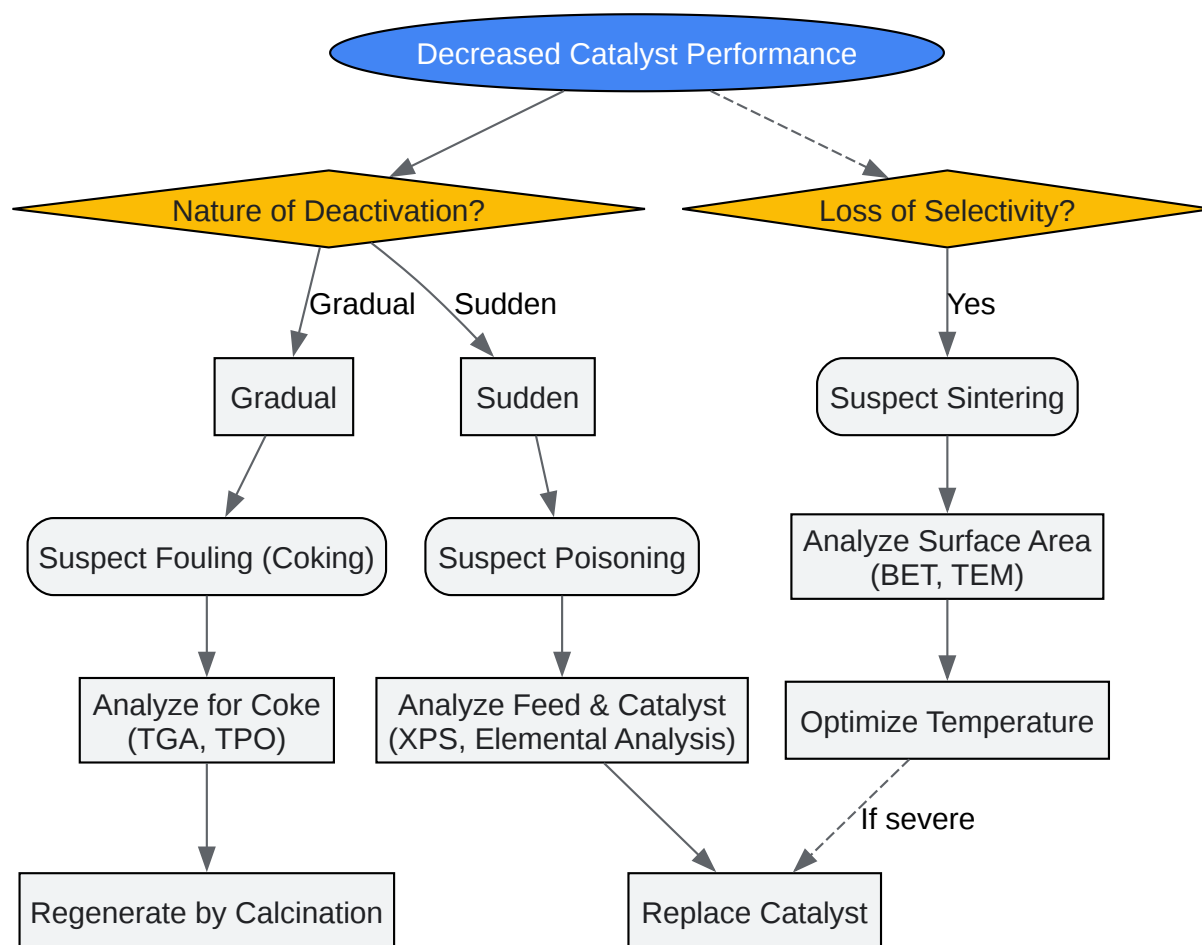 Decreased Catalyst Performance
Nature of Deactivation?
Loss of Selectivity?
Gradual
Sudden
Yes
Gradual
Sudden
Suspect Sintering
Suspect Fouling (Coking)
Suspect Poisoning
Analyze Surface Area
(BET, TEM)
Analyze for Coke
(TGA, TPO)
Analyze Feed & Catalyst
(XPS, Elemental Analysis)
Optimize Temperature
If severe
Regenerate by Calcination
Replace Catalyst